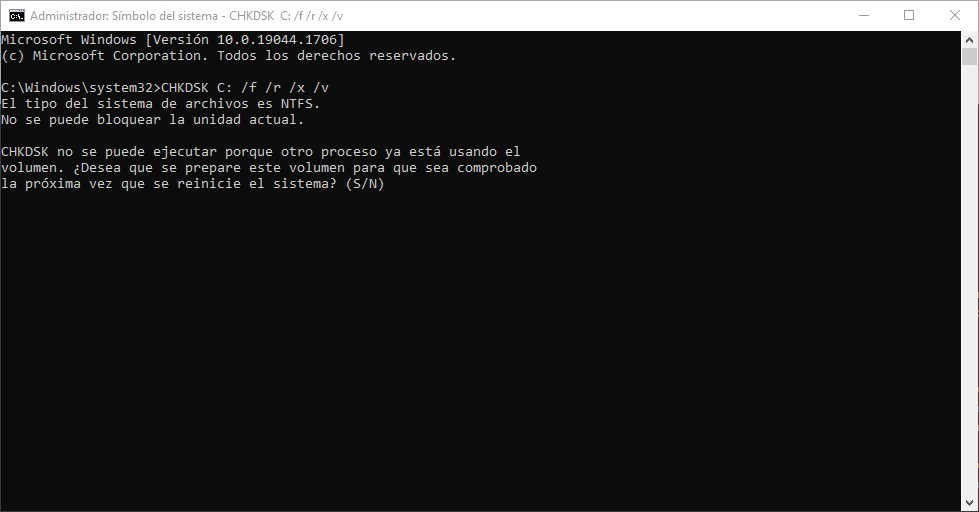 Administrador: Símbolo del sistema - CHKDSK  C: /f /r /x /v
Microsoft Windows [Versión 10.0.19044.1706]
(c) Microsoft Corporation. Todos los derechos reservados.
C:\Windows\system32>CHKDSK C: /f /r /x /v
El tipo del sistema de archivos es NTFS.
No se puede bloquear la unidad actual.
CHKDSK no se puede ejecutar porque otro proceso ya está usando el
volumen. ¿Desea que se prepare este volumen para que sea comprobado
la próxima vez que se reinicie el sistema? (S/N)